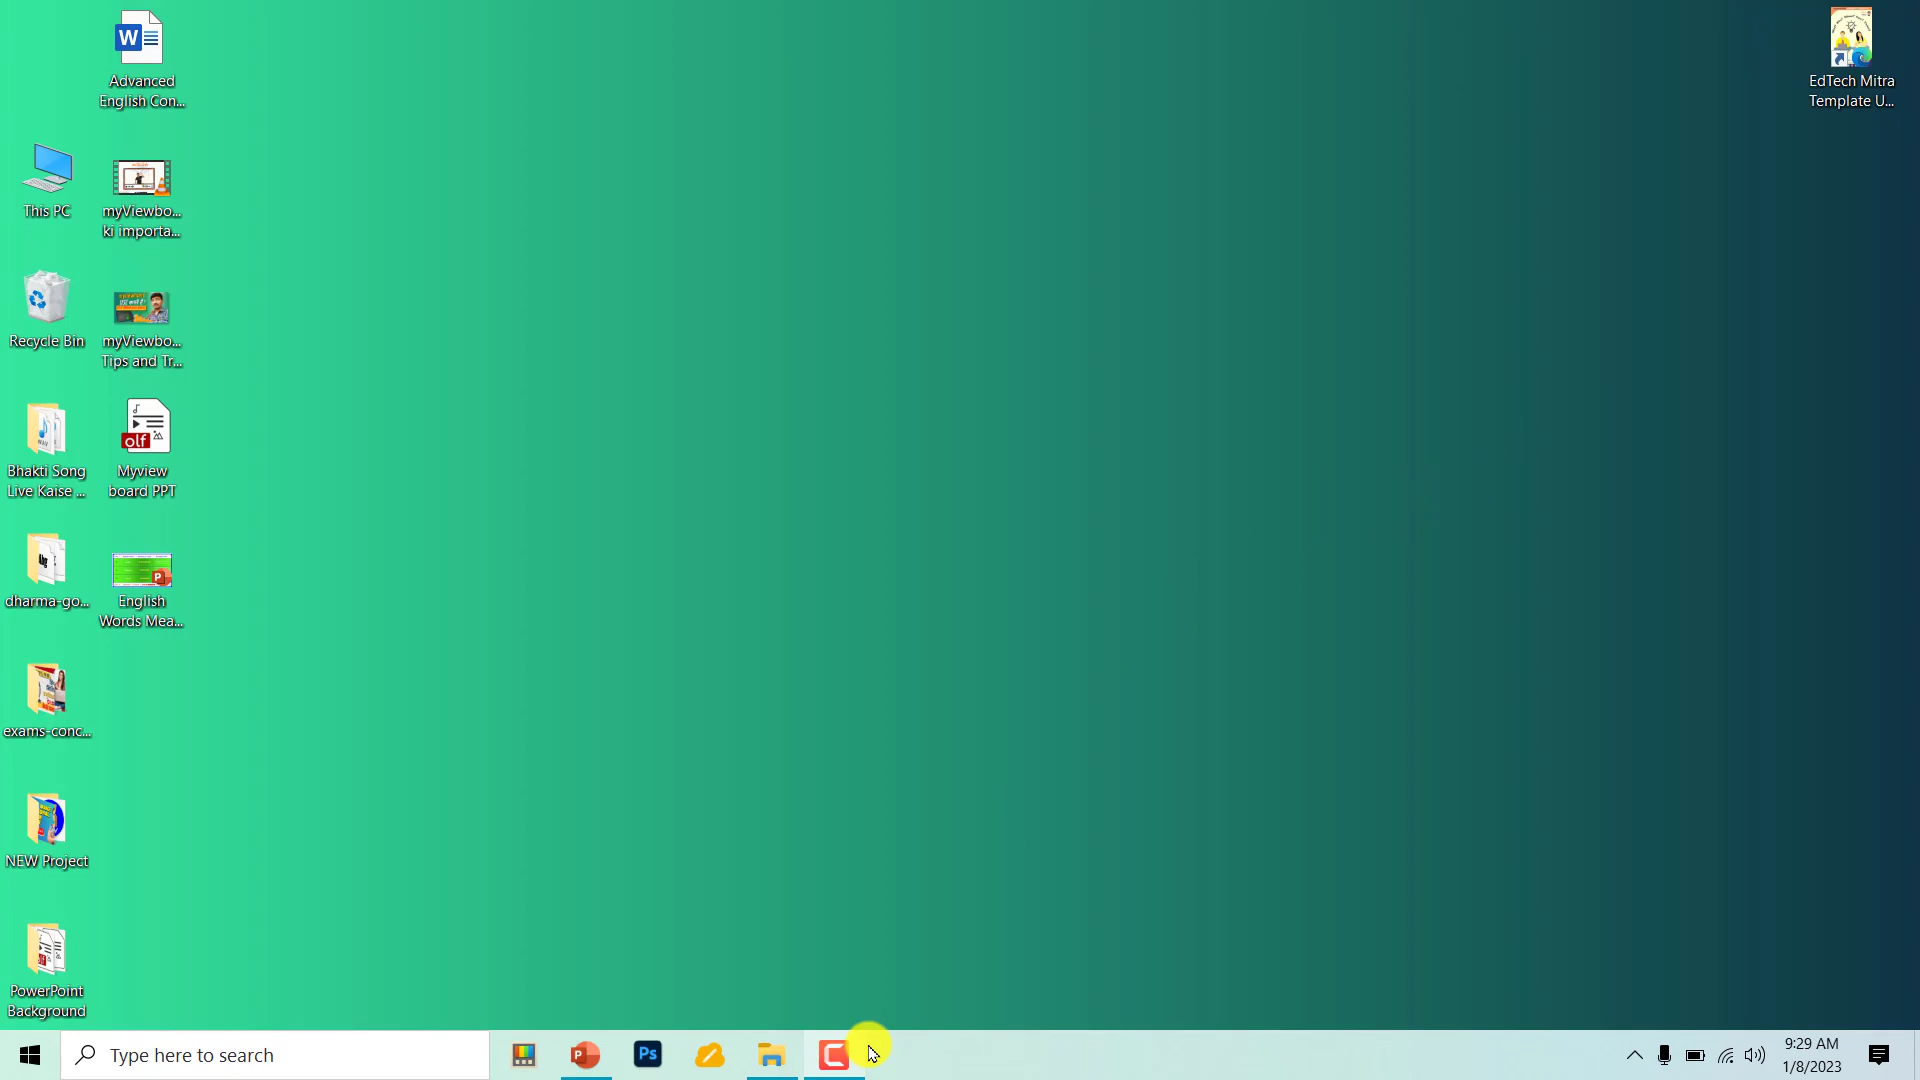 W
Advanced
English Con...
EdTech Mitra
Template U...
This PC
myViewbo...
ki importa...
Recycle Bin
myViewbo...
Tips and Tr...
Bhakti Song
Live Kaise ...
olf
Myview
board PPT
dharma-go...
P
English
Words Mea...
exams-conc...
NEW Project
PowerPoint
Background
Type here to search
P
Ps
C
9:29 AM
1/8/2023